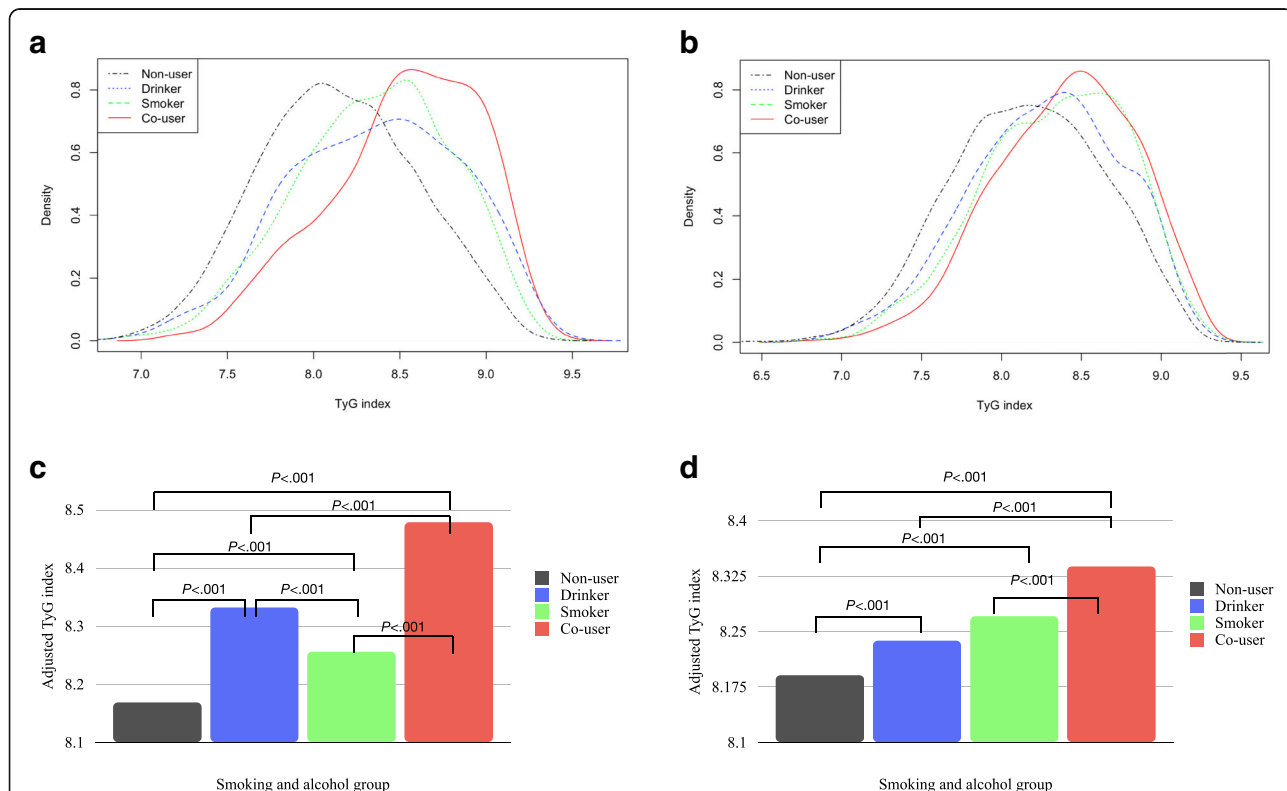 a
Non-user
Drinker
Smoker
Co-user
Density
0.0
0.2
0.4
0.6
0.8
7.0 7.5 8.0 8.5 9.0 9.5
TyG index
b
Non-user
Drinker
Smoker
Co-user
Density
0.0
0.2
0.4
0.6
0.8
6.5 7.0 7.5 8.0 8.5 9.0 9.5
TyG index
c
P<.001
P<.001
P<.001
P<.001 P<.001
P<.001
Adjusted TyG index
8.5
8.4
8.3
8.2
8.1
Non-user
Drinker
Smoker
Co-user
Smoking and alcohol group
d
P<.001
P<.001
P<.001
P<.001
P<.001
Adjusted TyG index
8.4
8.325
8.25
8.175
8.1
Non-user
Drinker
Smoker
Co-user
Smoking and alcohol group